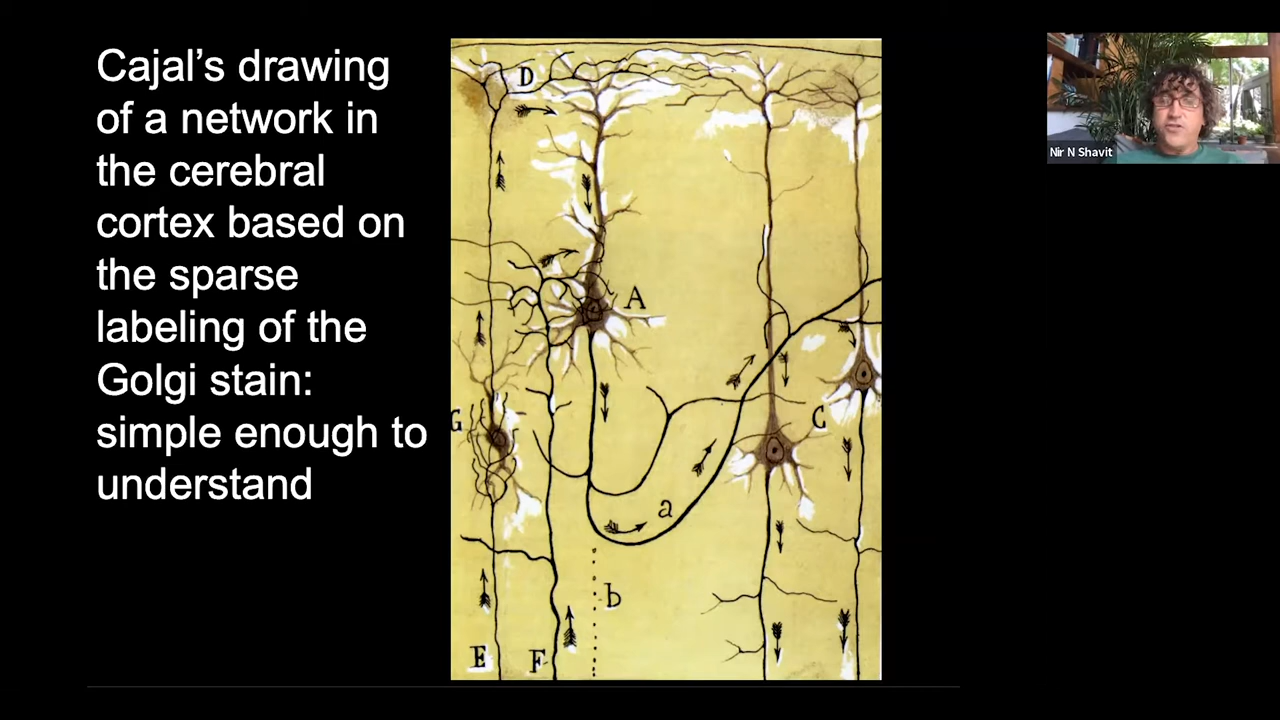 Cajal’s drawing
of a network in
the cerebral
cortex based on
the sparse
labeling of the
Golgi stain:
simple enough to
understand
D
A
G
C
a
b
E
F
Nir N Shavit